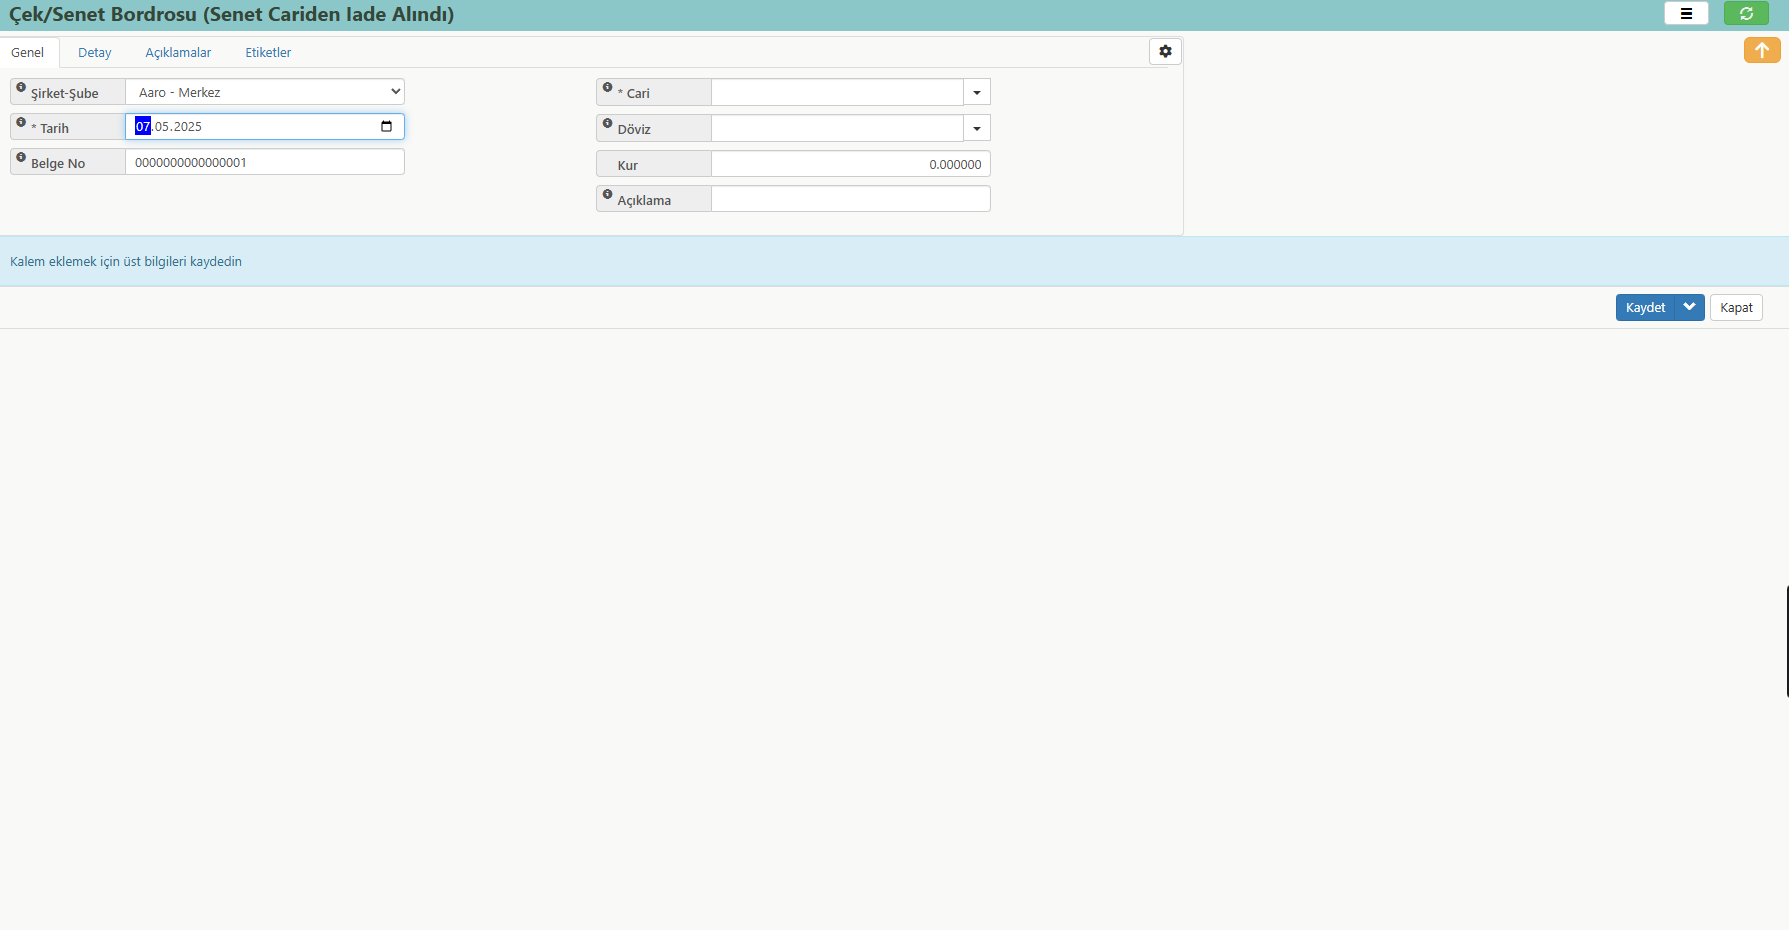 Çek/Senet Bordrosu (Senet Cariden Iade Alındı)
Genel Detay Açıklamalar Etiketler
Şirket-Şube Aaro - Merkez
* Tarih 07.05.2025
Belge No 0000000000000001
* Cari
Döviz
Kur 0.000000
Açıklama
Kalem eklemek için üst bilgileri kaydedin
Kaydet Kapat